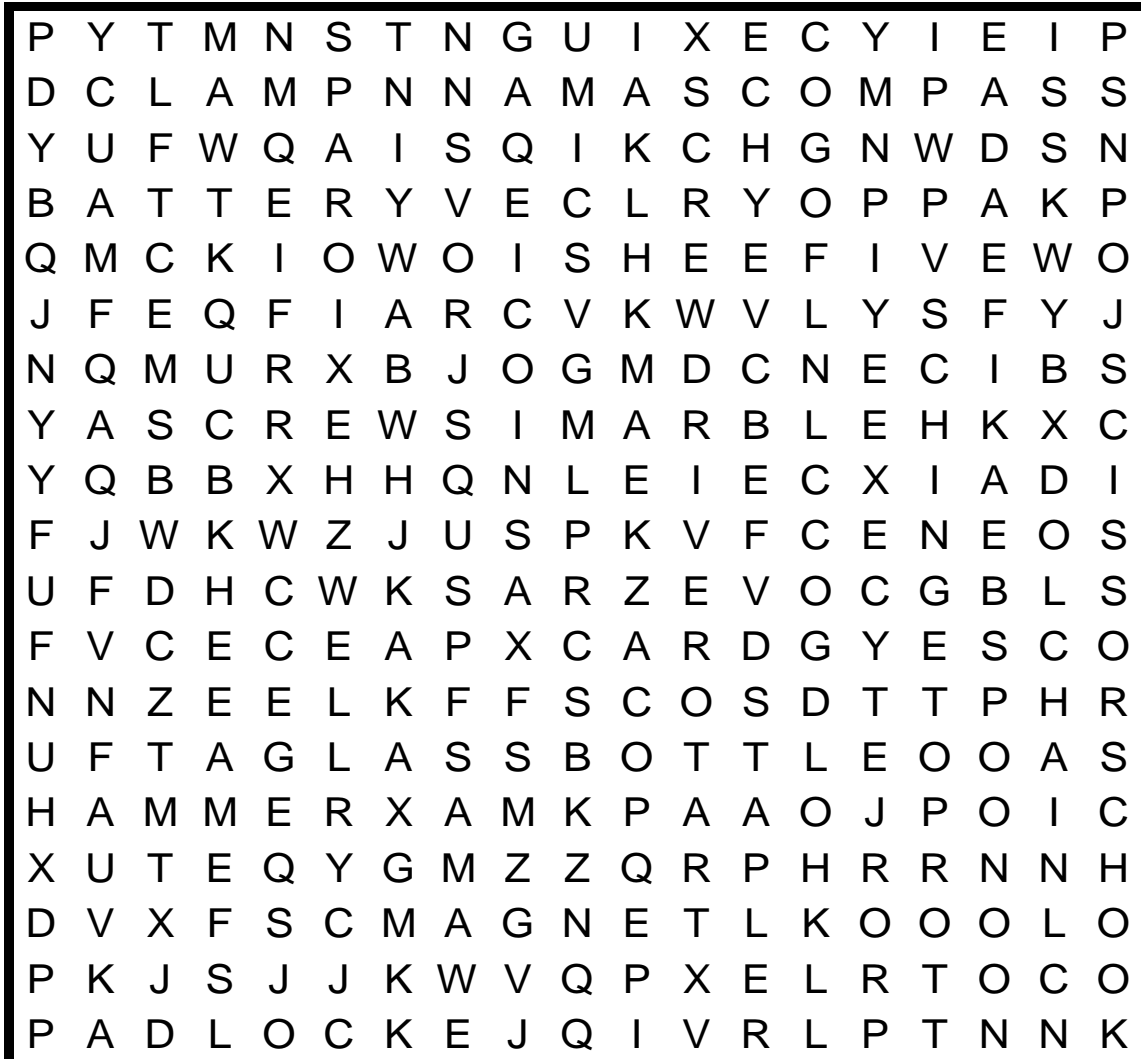 P Y T M N S T N G U I X E C Y I E I P
D C L A M P N N A M A S C O M P A S S
Y U F W Q A I S Q I K C H G N W D S N
B A T T E R Y V E C L R Y O P P A K P
Q M C K I O W O I S H E E F I V E W O
J F E Q F I A R C V K W V L Y S F Y J
N Q M U R X B J O G M D C N E C I B S
Y A S C R E W S I M A R B L E H K X C
Y Q B B X H H Q N L E I E C X I A D I
F J W K W Z J U S P K V F C E N E O S
U F D H C W K S A R Z E V O C G B L S
F V C E C E A P X C A R D G Y E S C O
N N Z E E L K F F S C O S D T T P H R
U F T A G L A S S B O T T L E O O A S
H A M M E R X A M K P A A O J P O I C
X U T E Q Y G M Z Z Q R P H R R N N H
D V X F S C M A G N E T L K O O O L O
P K J S J J K W V Q P X E L R T O C O
P A D L O C K E J Q I V R L P T N N K